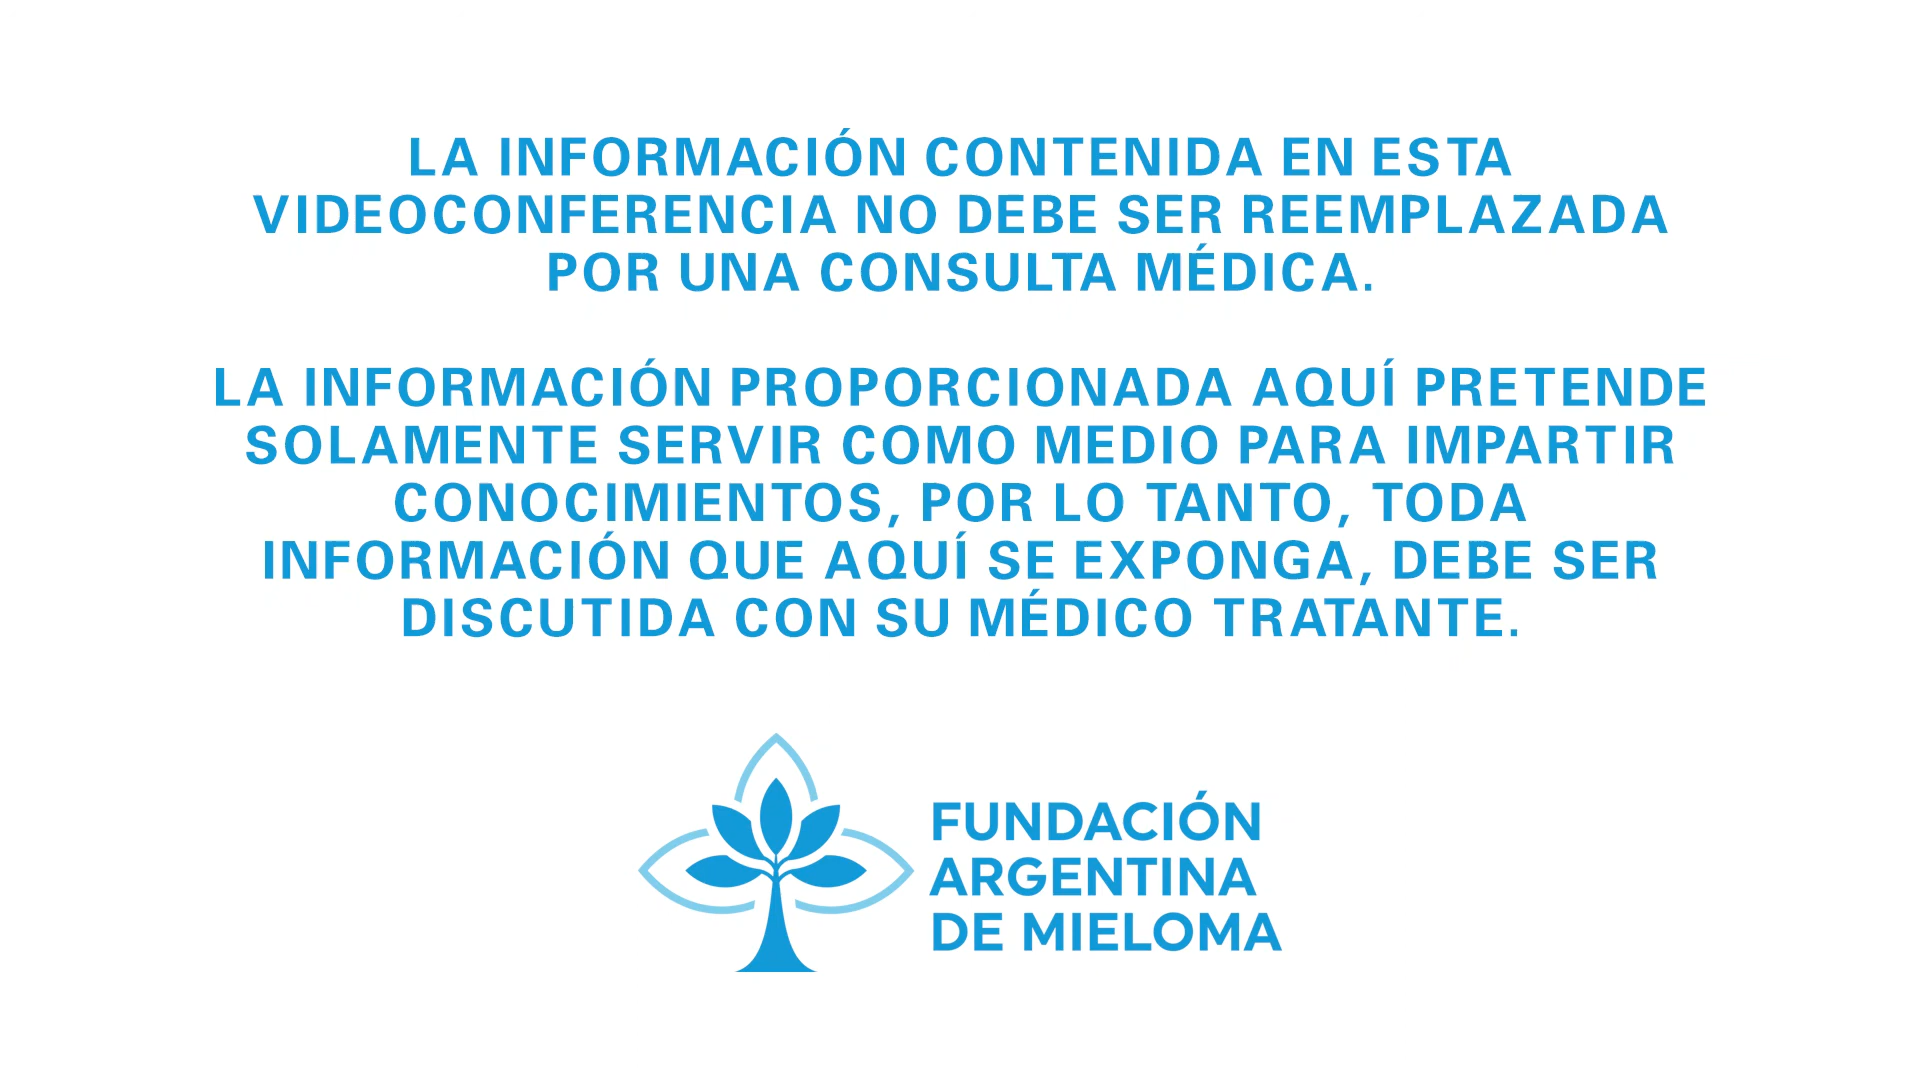 LA INFORMACIÓN CONTENIDA EN ESTA
VIDEOCONFERENCIA NO DEBE SER REEMPLAZADA
POR UNA CONSULTA MÉDICA.
LA INFORMACIÓN PROPORCIONADA AQUÍ PRETENDE
SOLAMENTE SERVIR COMO MEDIO PARA IMPARTIR
CONOCIMIENTOS, POR LO TANTO, TODA
INFORMACIÓN QUE AQUÍ SE EXPONGA, DEBE SER
DISCUTIDA CON SU MÉDICO TRATANTE.
FUNDACIÓN
ARGENTINA
DE MIELOMA